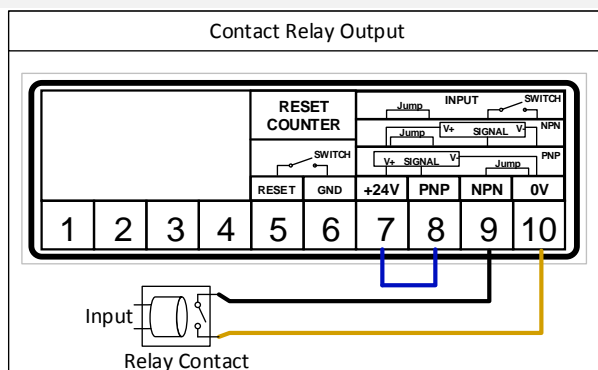 Contact Relay Output
RESET
COUNTER
INPUT
Jump
SWITCH
V+ SIGNAL V- NPN
Jump
SWITCH
V+ SIGNAL V- PNP
Jump
RESET GND +24V PNP NPN 0V
1 2 3 4 5 6 7 8 9 10
Input
Relay Contact